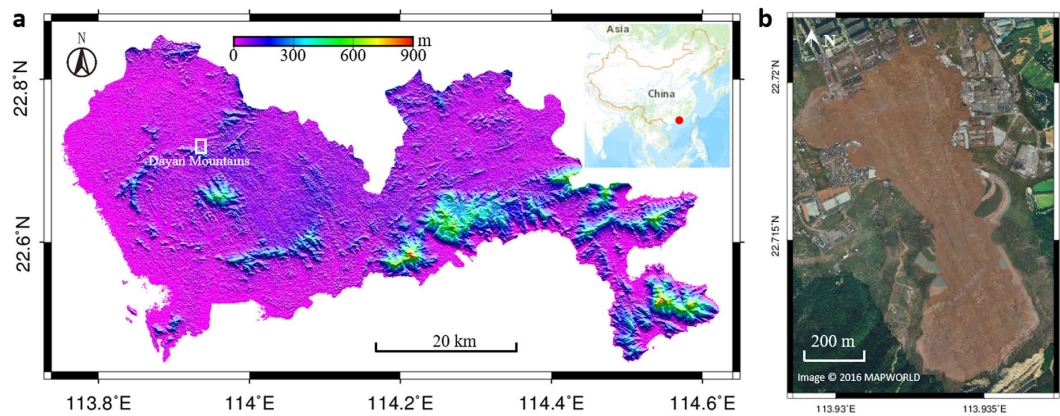 a
N
0 300 600 900 m
Asia
China
Dayan Mountains
20 km
22.8°N
22.6°N
113.8°E 114°E 114.2°E 114.4°E 114.6°E
b
N
22.72°N
22.715°N
200 m
Image © 2016 MAPWORLD
113.93°E 113.935°E